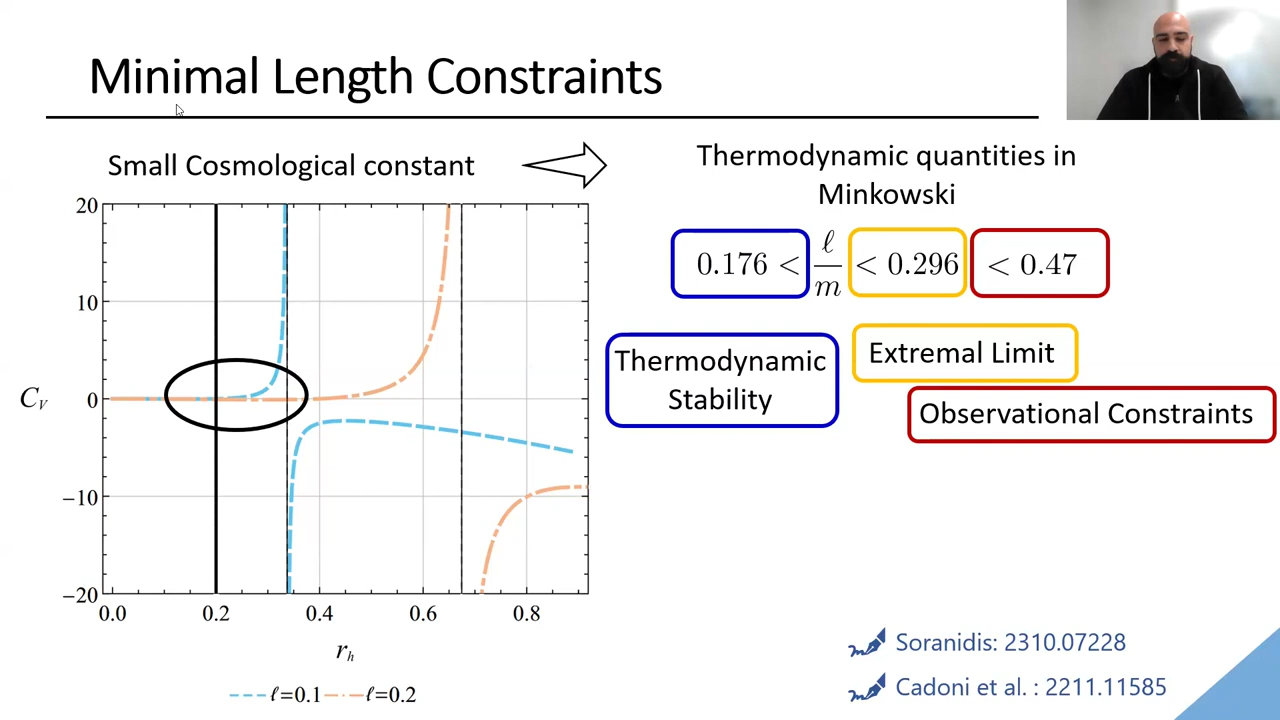 Minimal Length Constraints
Small Cosmological constant
Thermodynamic quantities in
Minkowski
0.176 < ℓ/m < 0.296 < 0.47
Thermodynamic
Stability
Extremal Limit
Observational Constraints
20
10
0
−10
−20
C_V
0.0 0.2 0.4 0.6 0.8
r_h
ℓ=0.1 ℓ=0.2
Soranidis: 2310.07228
Cadoni et al. : 2211.11585